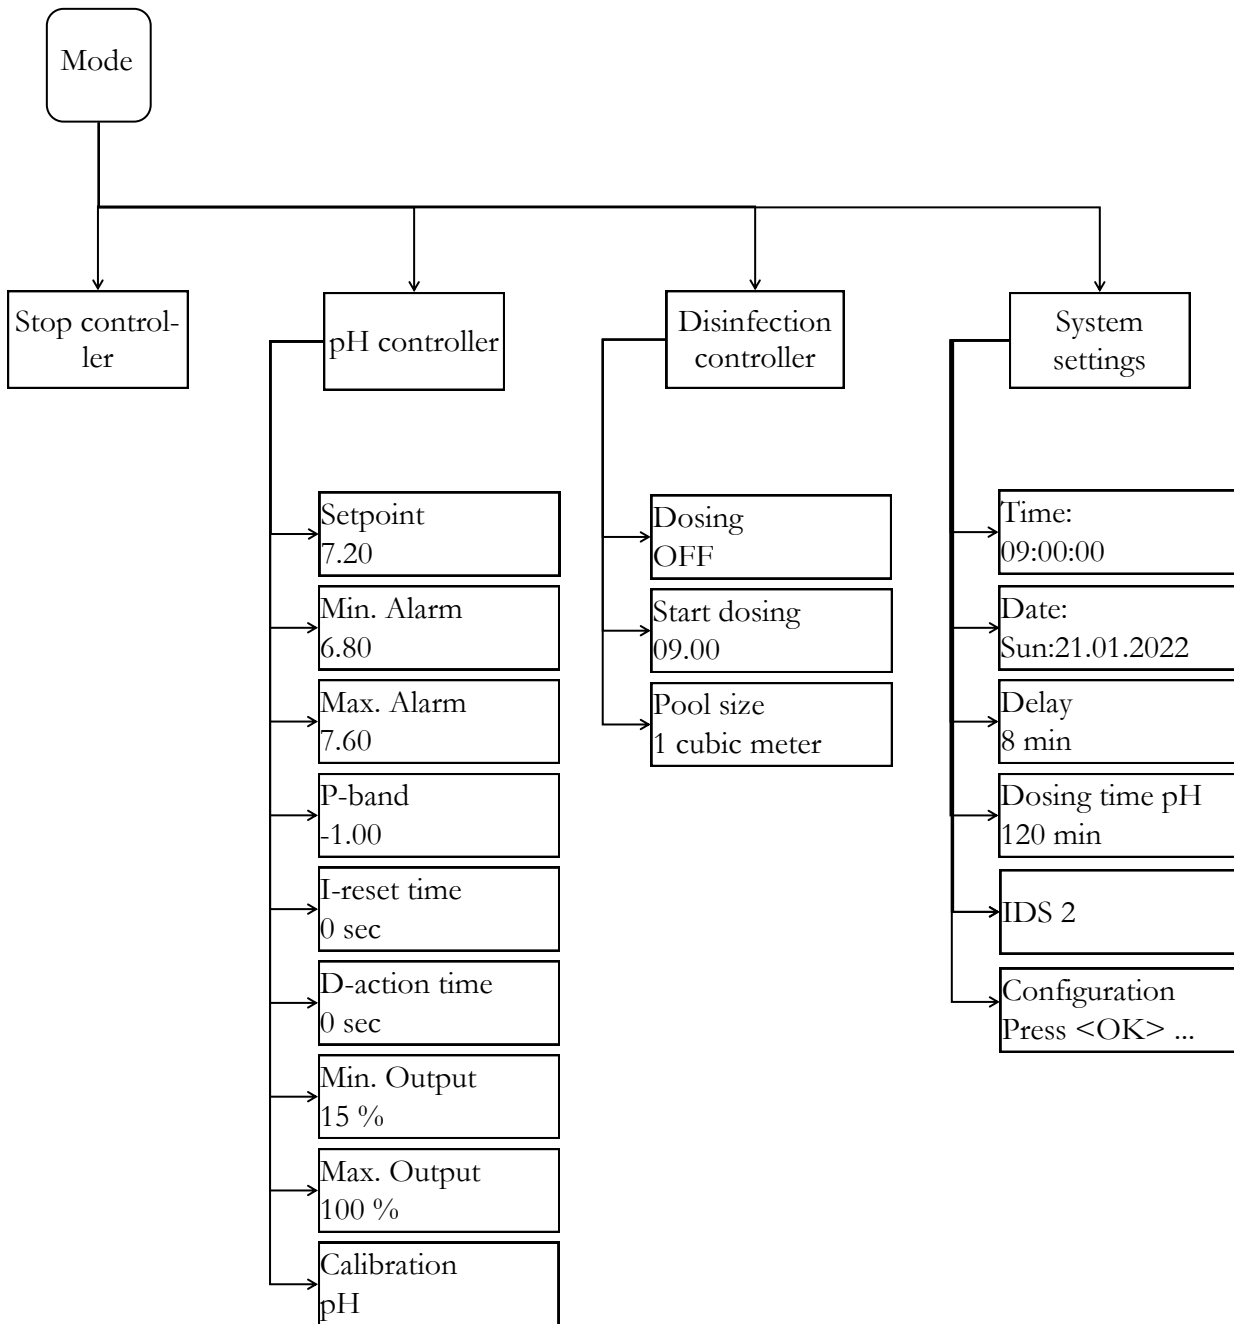 Mode
Stop control-
ler
pH controller
Disinfection
controller
System
settings
Setpoint
7.20
Min. Alarm
6.80
Max. Alarm
7.60
P-band
-1.00
I-reset time
0 sec
D-action time
0 sec
Min. Output
15 %
Max. Output
100 %
Calibration
pH
Dosing
OFF
Start dosing
09.00
Pool size
1 cubic meter
Time:
09:00:00
Date:
Sun:21.01.2022
Delay
8 min
Dosing time pH
120 min
IDS 2
Configuration
Press <OK> ...